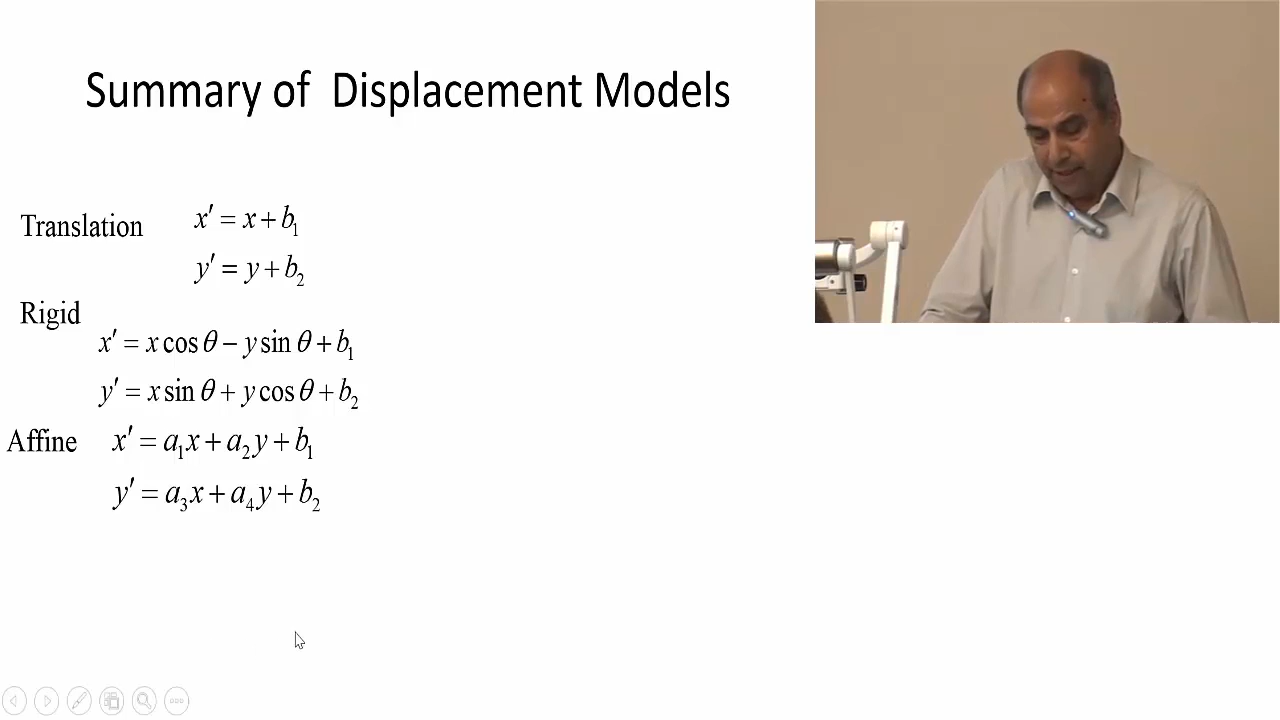 Summary of Displacement Models
Translation
x′ = x + b₁
y′ = y + b₂
Rigid
x′ = x cos θ − y sin θ + b₁
y′ = x sin θ + y cos θ + b₂
Affine
x′ = a₁x + a₂y + b₁
y′ = a₃x + a₄y + b₂